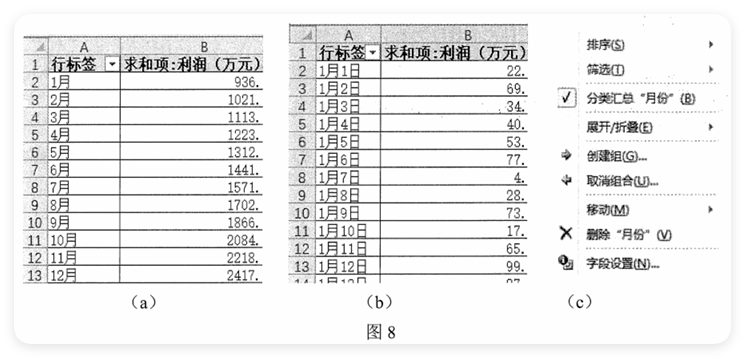 A B
1 行标签 求和项:利润（万元）
2 1月 936.
3 2月 1021.
4 3月 1113.
5 4月 1223.
6 5月 1312.
7 6月 1441.
8 7月 1571.
9 8月 1702.
10 9月 1866.
11 10月 2084.
12 11月 2218.
13 12月 2417.
（a）
A B
1 行标签 求和项:利润（万元）
2 1月1日 22.
3 1月2日 69.
4 1月3日 34.
5 1月4日 40.
6 1月5日 53.
7 1月6日 77.
8 1月7日 4.
9 1月8日 28.
10 1月9日 73.
11 1月10日 17.
12 1月11日 65.
13 1月12日 99.
（b）
排序(S)
筛选(T)
分类汇总“月份”(B)
展开/折叠(E)
创建组(G)...
取消组合(U)...
移动(M)
删除“月份”(V)
字段设置(N)...
（c）
图 8